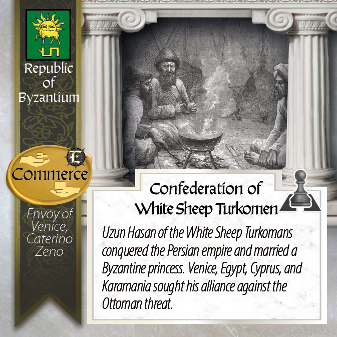 Republic
of
Byzantium
Commerce
Envoy of
Venice,
Caterino
Zeno
Confederation of
White Sheep Turkomen
Uzun Hasan of the White Sheep Turkomans
conquered the Persian empire and married a
Byzantine princess. Venice, Egypt, Cyprus, and
Karamania sought his alliance against the
Ottoman threat.